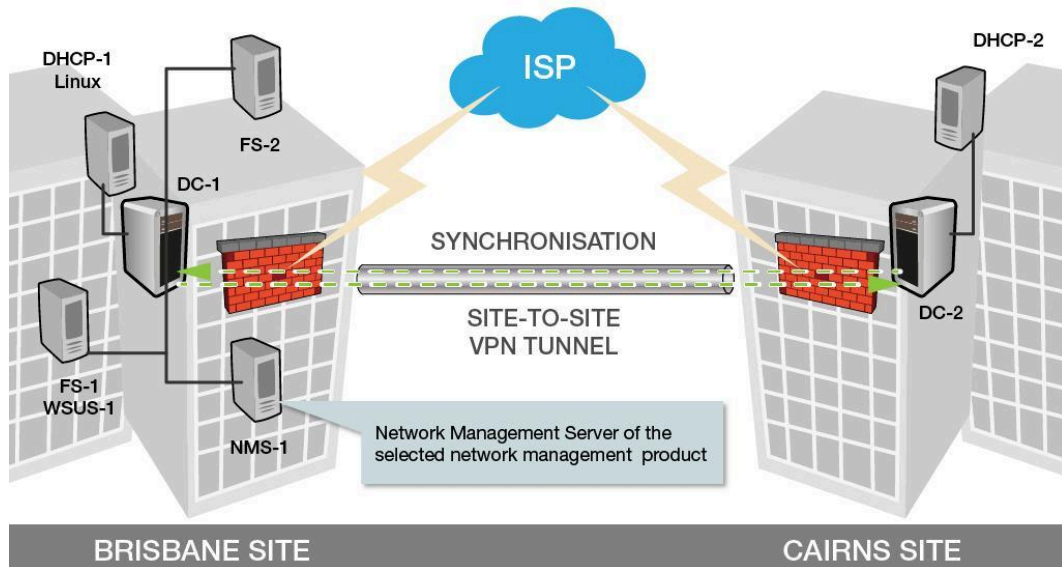 ISP
DHCP-1
Linux
FS-2
DC-1
FS-1
WSUS-1
NMS-1
SYNCHRONISATION
SITE-TO-SITE
VPN TUNNEL
Network Management Server of the
selected network management product
DHCP-2
DC-2
BRISBANE SITE
CAIRNS SITE